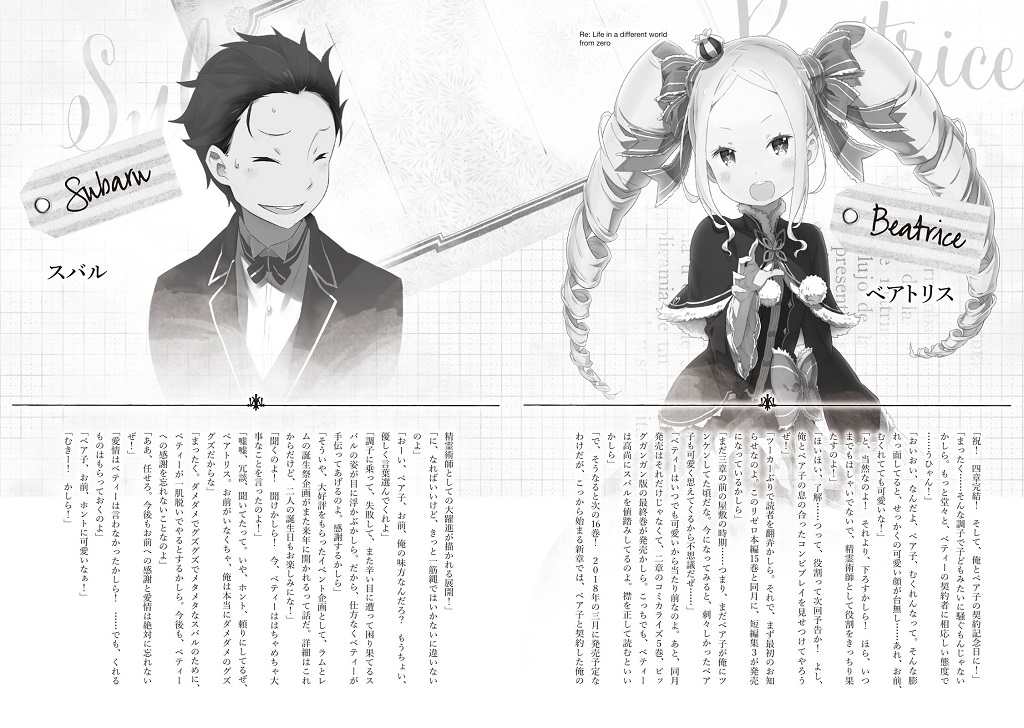 Re: Life in a different world
from zero
Beatrice
Beatrice
ベアトリス
「祝！　四章完結！　そして、俺とベア子の契約記念日に！」
「まったく……そんな調子で子どもみたいに騒ぐもんじゃない
かしら。もっと堂々と、ベティーの契約者に相応しい態度で
……うひゃん！」
「おいおい、なんだよ、ベア子、むくれんなって。そんな膨
れっ面してると、せっかくの可愛い顔が台無し……あれ、お前、
むくれてても可愛いな！」
「と、当然なのよ！　それより、下ろすかしら！　ほら、いつ
までもはしゃいでないで、精霊術師として役割をきっちり果
たすのよ！」
「ほいほい、了解……つって、役割って次回予告か！　よし、
俺とベア子の息の合ったコンビプレイを見せつけてやろう
ぜ！」
「ツーカーぶりで読者を翻弄かしら。それで、まず最初のお知
らせなのよ。このリゼロ本編15巻と同月に、短編集3が発売
になっているかしら」
「まだ三章の前の屋敷の時期……つまり、まだベア子が俺にツ
ンケンしてた頃だな。今になってみると、刺々しかったベア
子も可愛く思えてくるから不思議だぜ……」
「ベティーはいつでも可愛いから当たり前なのよ。あと、同月
発売はそれだけじゃなくて、二章のコミカライズ5巻、ビッ
グガンガン版の最終巻が発売かしら。こっちでも、ベティー
は高尚にスバルを値踏みしてるのよ。襟を正して読むといい
かしら」
「で、そうなると次の16巻！　2018年の三月に発売予定な
わけだが、こっから始まる新章では、ベア子と契約した俺の
Subaru
スバル
精霊術師としての大躍進が描かれる展開！」
「に、なればいいけど、きっと一筋縄ではいかないに違いない
のよ」
「おーい、ベア子、お前、俺の味方なんだろ？　もうちょい、
優しく言葉選んでくれよ」
「調子に乗って、失敗して、また辛い目に遭って困り果てるス
バルの姿が目に浮かぶかしら。だから、仕方なくベティーが
手伝ってあげるのよ。感謝するかしら」
「そういや、大好評をもらったイベント企画として、ラムとレ
ムの誕生祭企画がまた来年に開かれるって話だ。詳細はこれ
からだけど、二人の誕生日もお楽しみにな！」
「聞くのよ！　聞けかしら！　今、ベティーははちゃめちゃ大
事なことを言ったのよ！」
「嘘嘘、冗談、聞いてたって。いや、ホント、頼りにしてるぜ、
ベアトリス。お前がいなくちゃ、俺は本当にダメダメのグズ
グズだからな」
「まったく、ダメダメでグズグズでメタメタなスバルのために、
ベティーが一肌脱いでやるとするかしら。今後も、ベティー
への感謝を忘れないことなのよ」
「ああ、任せろ。今後もお前への感謝と愛情は絶対に忘れない
ぜ！」
「愛情はベティーは言わなかったかしら！　……でも、くれる
ものはもらっておくのよ」
「ベア子、お前、ホントに可愛いなぁ！」
「むきー！　かしら！」